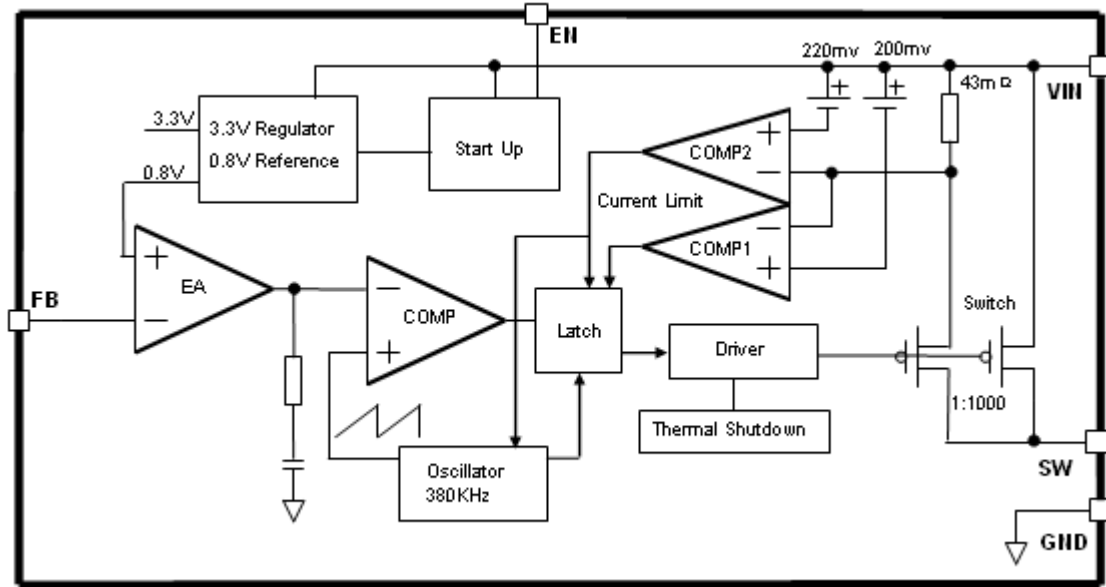 EN
220mv 200mv
43mΩ
VIN
3.3V
3.3V Regulator
0.8V Reference
Start Up
0.8V
+
+
+
COMP2
−
Current Limit
−
COMP1
+
+
EA
−
FB
−
COMP
+
Latch
Driver
Switch
1:1000
Thermal Shutdown
Oscillator
380KHz
SW
GND